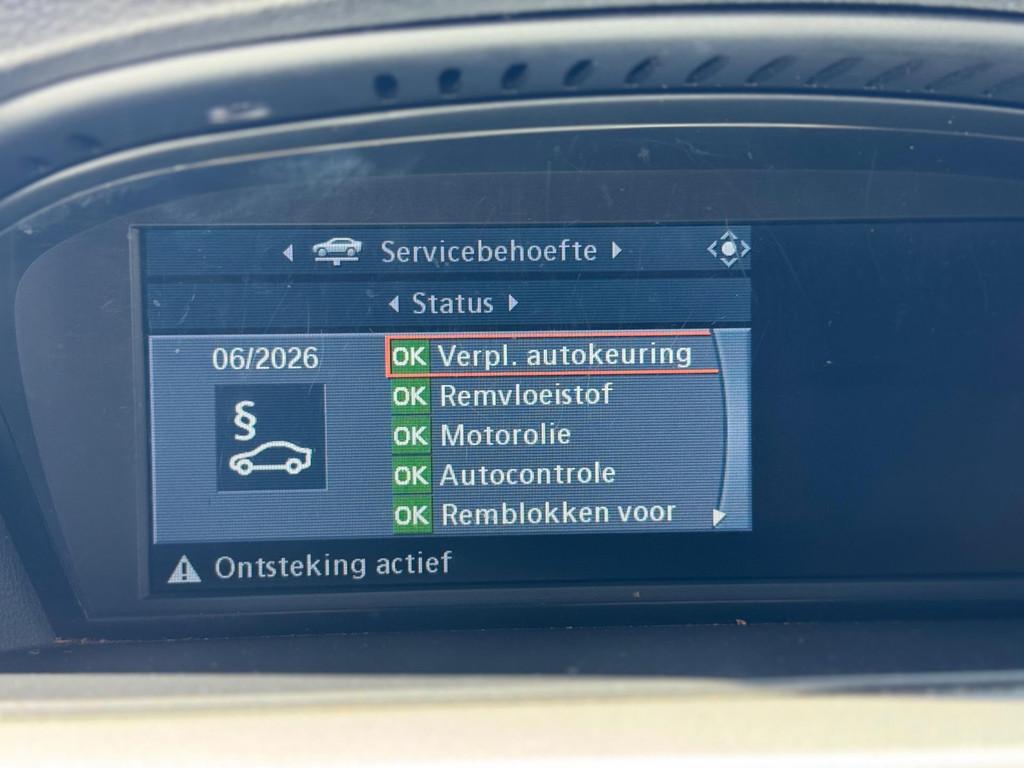 Servicebehoefte
Status
06/2026
OK Verpl. autokeuring
OK Remvloeistof
§
OK Motorolie
OK Autocontrole
OK Remblokken voor
Ontsteking actief